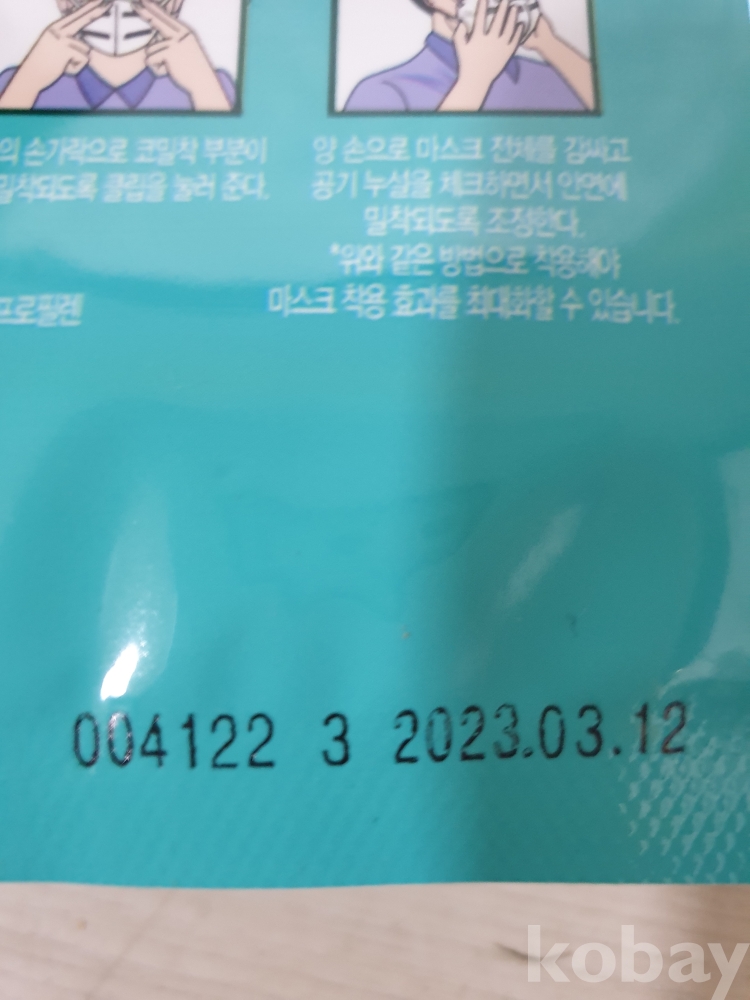 의 손가락으로 코밀착 부분이
밀착되도록 클립을 눌러 준다.
양 손으로 마스크 전체를 감싸고
공기 누설을 체크하면서 안면에
밀착되도록 조정한다.
*위와 같은 방법으로 착용해야
마스크 착용 효과를 최대화할 수 있습니다.
프로필렌
004122 3 2023.03.12
kobay